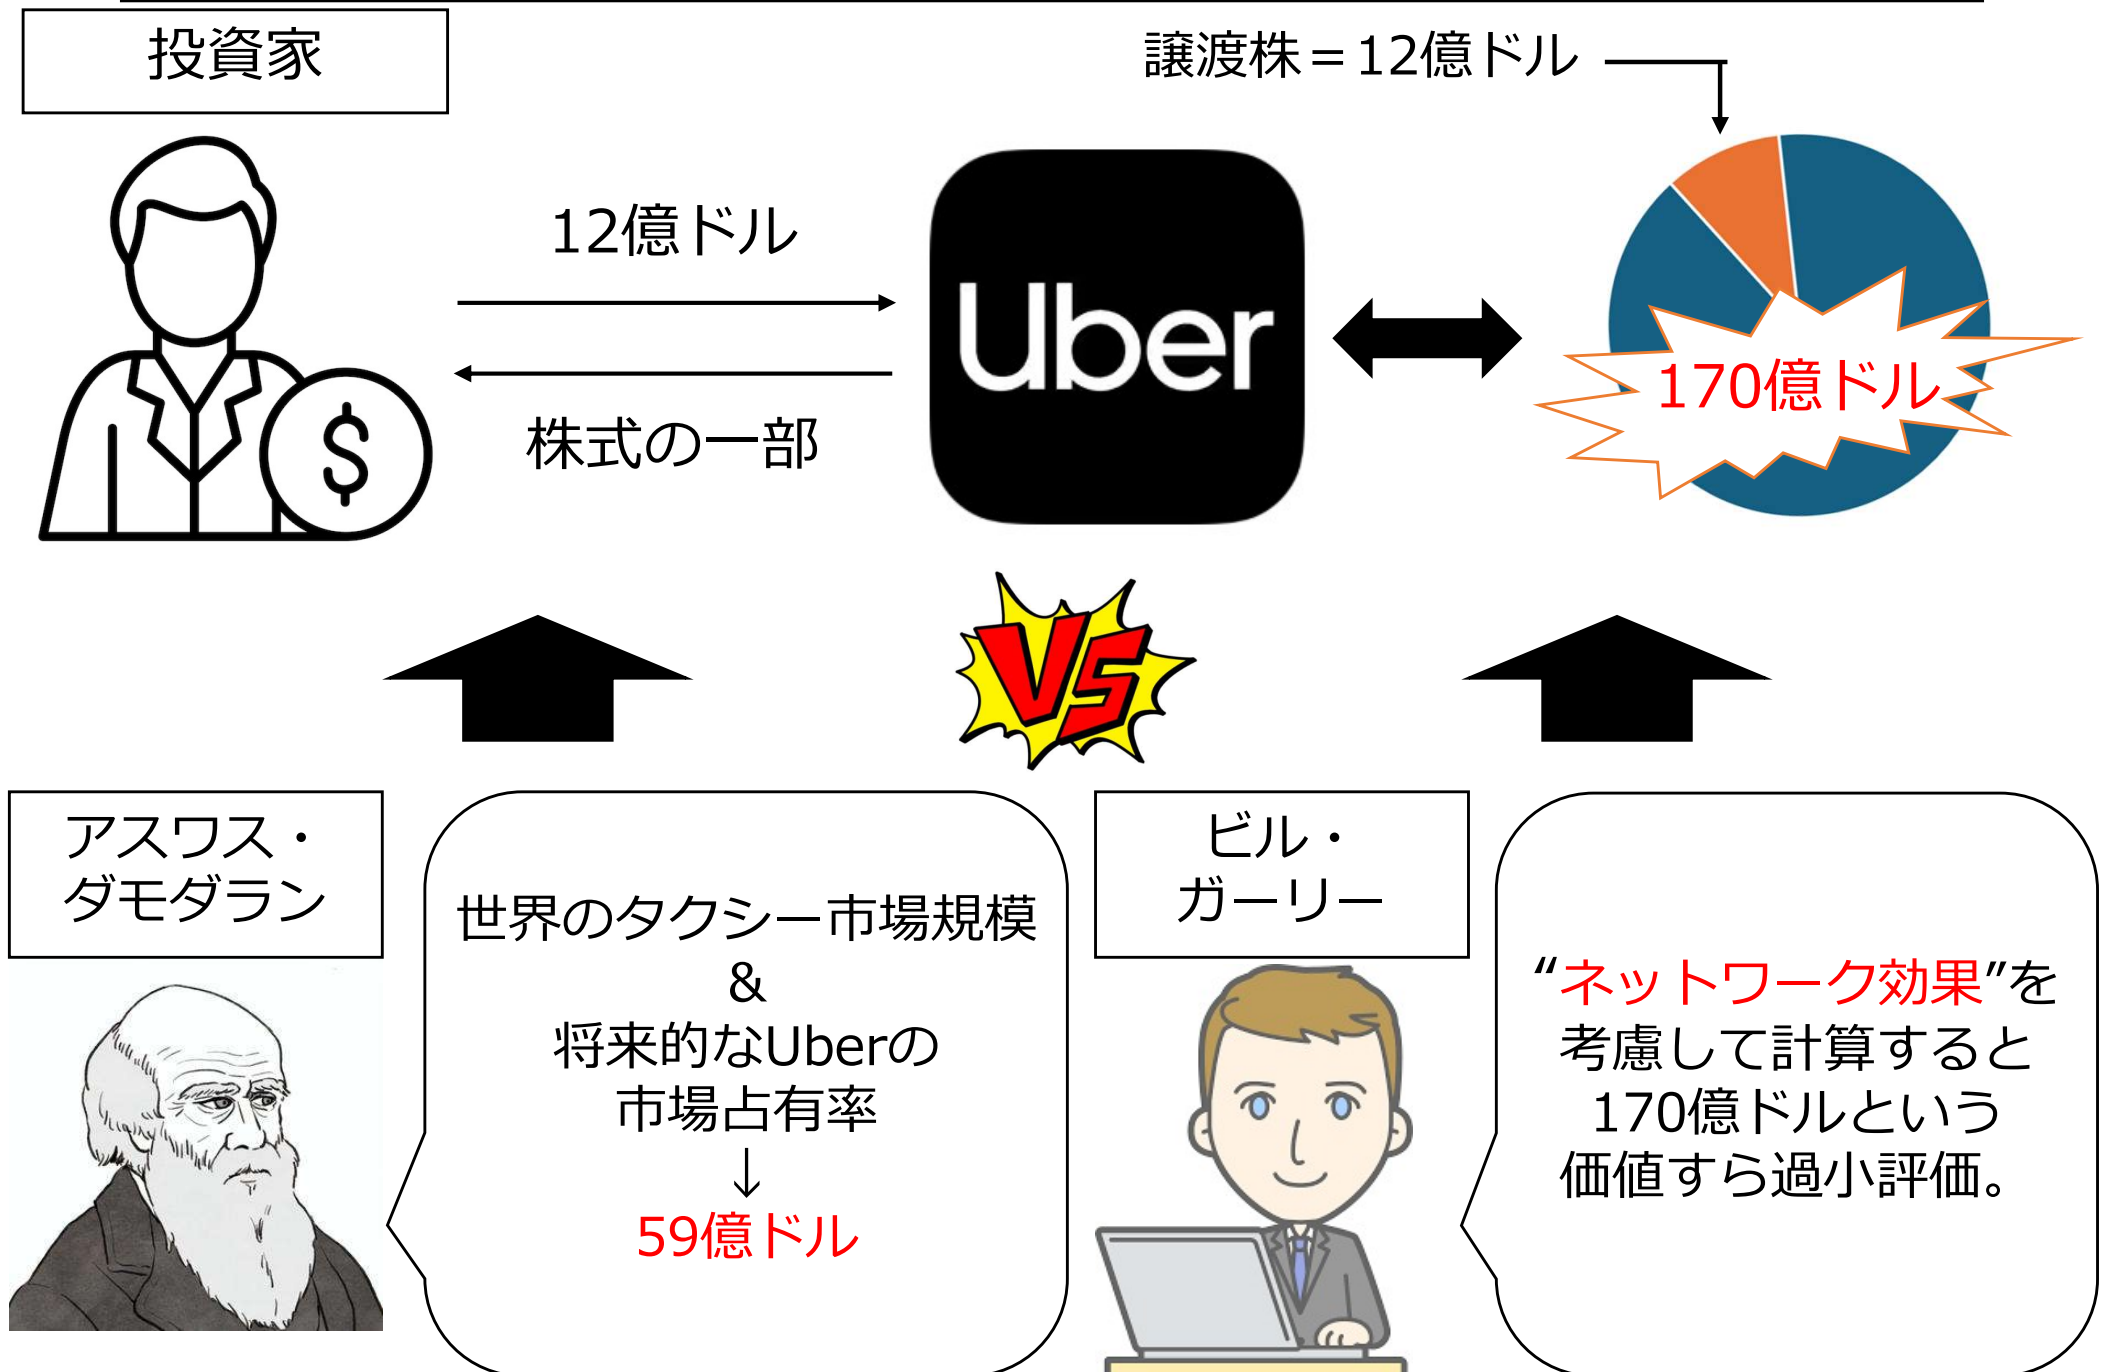 投資家
譲渡株＝12億ドル
12億ドル
株式の一部
Uber
170億ドル
VS
アスワス・
ダモダラン
世界のタクシー市場規模
&
将来的なUberの
市場占有率
↓
59億ドル
ビル・
ガーリー
“ネットワーク効果”を
考慮して計算すると
170億ドルという
価値すら過小評価。
$